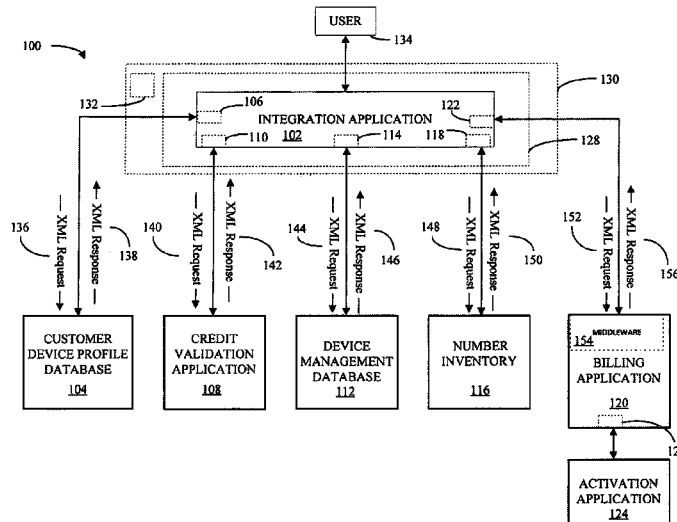 USER
134
100
130
132
106
122
INTEGRATION APPLICATION
102
110
114
118
128
136
XML Request
XML Response
138
140
XML Request
XML Response
142
144
XML Request
XML Response
146
148
XML Request
XML Response
150
152
XML Request
XML Response
156
CUSTOMER
DEVICE PROFILE
DATABASE
104
CREDIT
VALIDATION
APPLICATION
108
DEVICE
MANAGEMENT
DATABASE
112
NUMBER
INVENTORY
116
MIDDLEWARE
154
BILLING
APPLICATION
120
ACTIVATION
APPLICATION
124